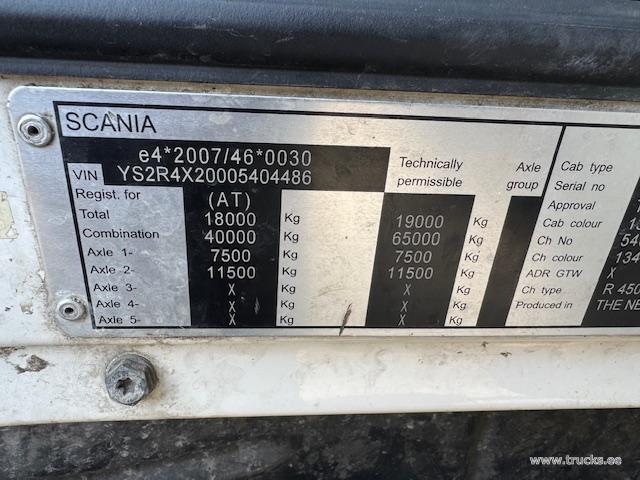 SCANIA
e4*2007/46*0030
VIN YS2R4X20005404486
Technically permissible
Axle group
Regist. for (AT)
Total 18000 Kg 19000 Kg
Combination 40000 Kg 65000 Kg
Axle 1- 7500 Kg 7500 Kg
Axle 2- 11500 Kg 11500 Kg
Axle 3- X Kg X Kg
Axle 4- X Kg X Kg
Axle 5- X Kg X Kg
Cab type
Serial no
Approval
Cab colour
Ch No 54
Ch colour 134
ADR GTW X
Ch type R 450
Produced in THE NE
www.trucks.ee